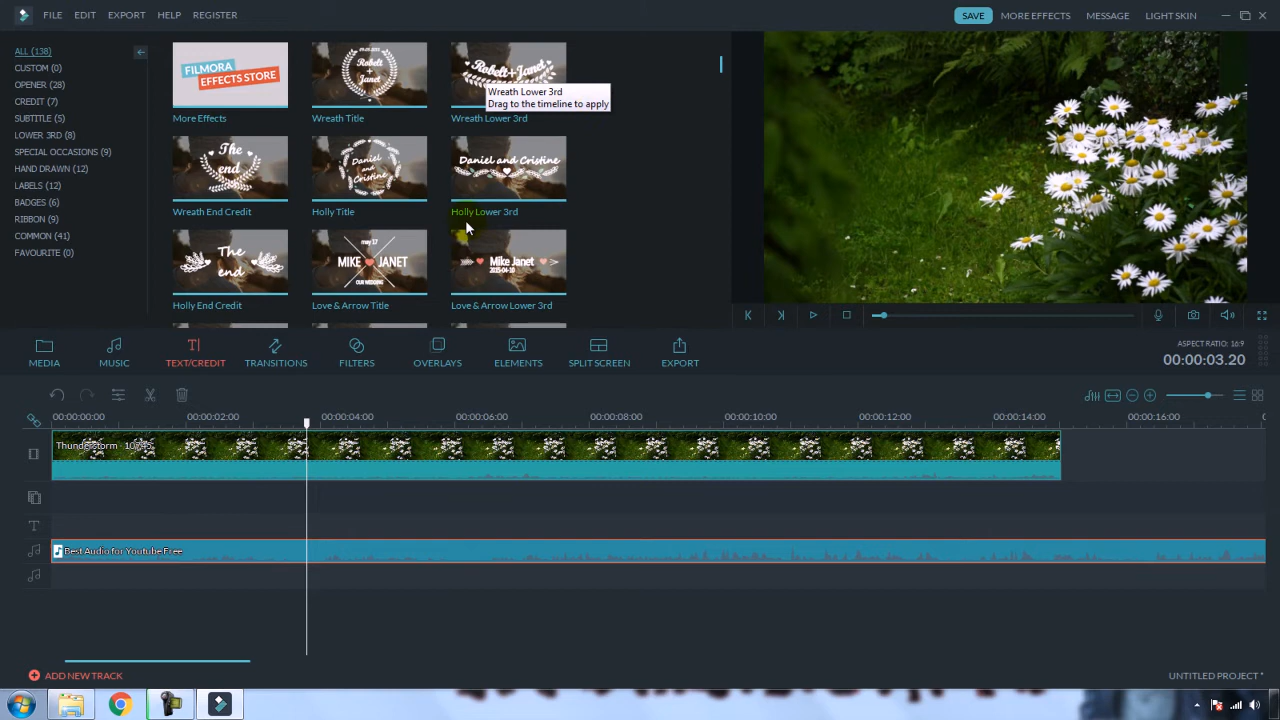 FILE EDIT EXPORT HELP REGISTER
SAVE MORE EFFECTS MESSAGE LIGHT SKIN
ALL (138)
CUSTOM (0)
OPENER (28)
CREDIT (7)
SUBTITLE (5)
LOWER 3RD (8)
SPECIAL OCCASIONS (9)
HAND DRAWN (12)
LABELS (12)
BADGES (6)
RIBBON (9)
COMMON (41)
FAVOURITE (0)
FILMORA
EFFECTS STORE
More Effects
Robelt
+
Janet
Wreath Title
Robelt+Janet
Wreath Lower 3rd
Drag to the timeline to apply
Wreath Lower 3rd
The
end
Wreath End Credit
Daniel
and
Cristine
Holly Title
Daniel and Cristine
Holly Lower 3rd
The
end
Holly End Credit
may 17
MIKE JANET
OUR WEDDING
Love & Arrow Title
Mike Janet
2015-04-10
Love & Arrow Lower 3rd
MEDIA MUSIC TEXT/CREDIT TRANSITIONS FILTERS OVERLAYS ELEMENTS SPLIT SCREEN EXPORT
ASPECT RATIO: 16:9
00:00:03.20
00:00:00:00 00:00:02:00 00:00:04:00 00:00:06:00 00:00:08:00 00:00:10:00 00:00:12:00 00:00:14:00 00:00:16:00
Thunderstorm
T
Best Audio for Youtube Free
ADD NEW TRACK
UNTITLED PROJECT *